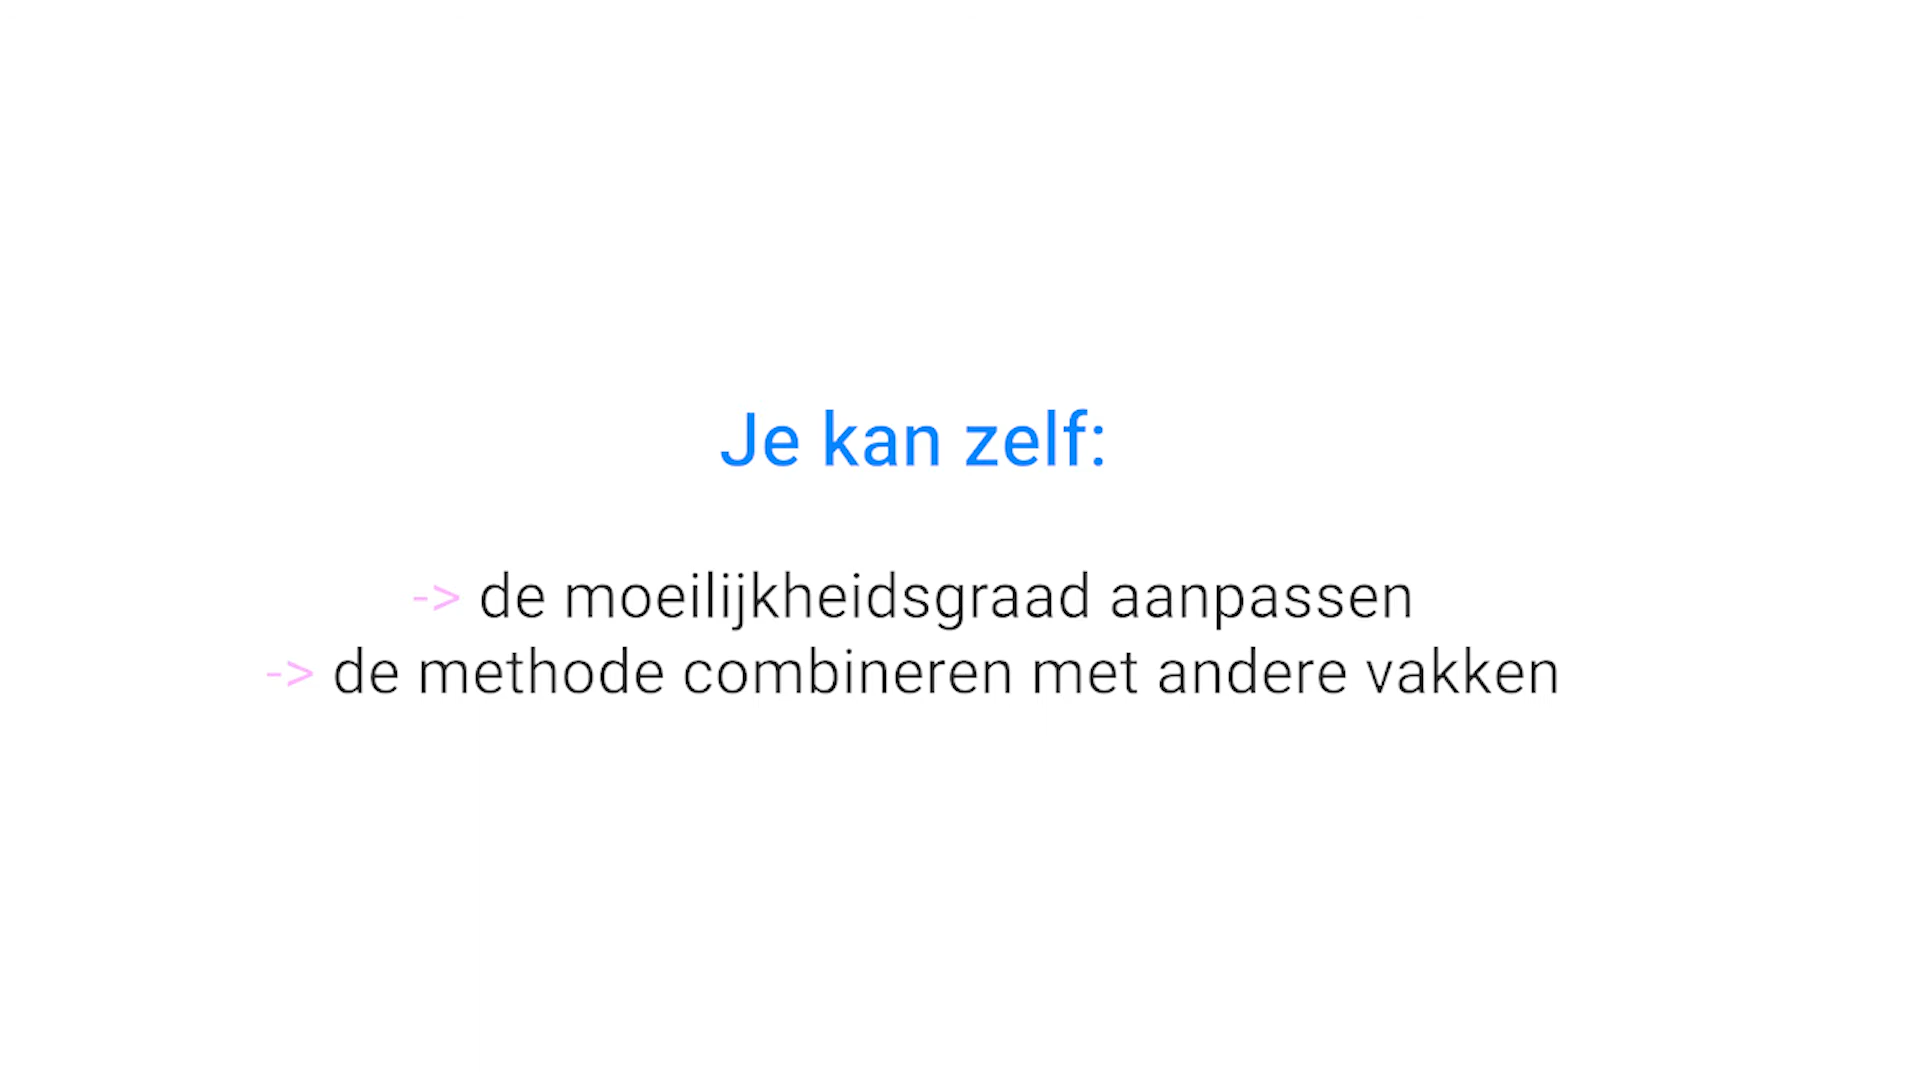 Je kan zelf:
-> de moeilijkheidsgraad aanpassen
-> de methode combineren met andere vakken